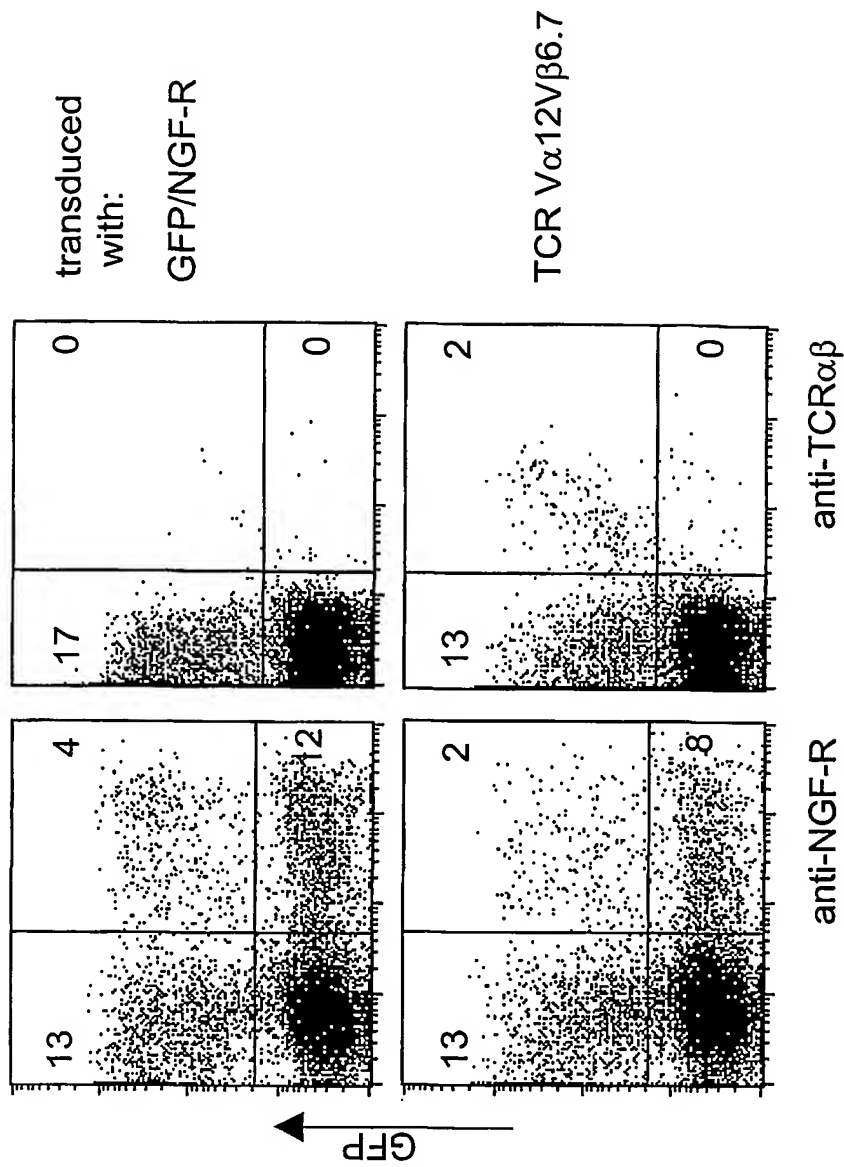 transduced
with:
GFP/NGF-R
TCR Vα12Vβ6.7
13
4
12
.17
0
0
13
2
8
13
2
0
GFP
anti-NGF-R
anti-TCRαβ